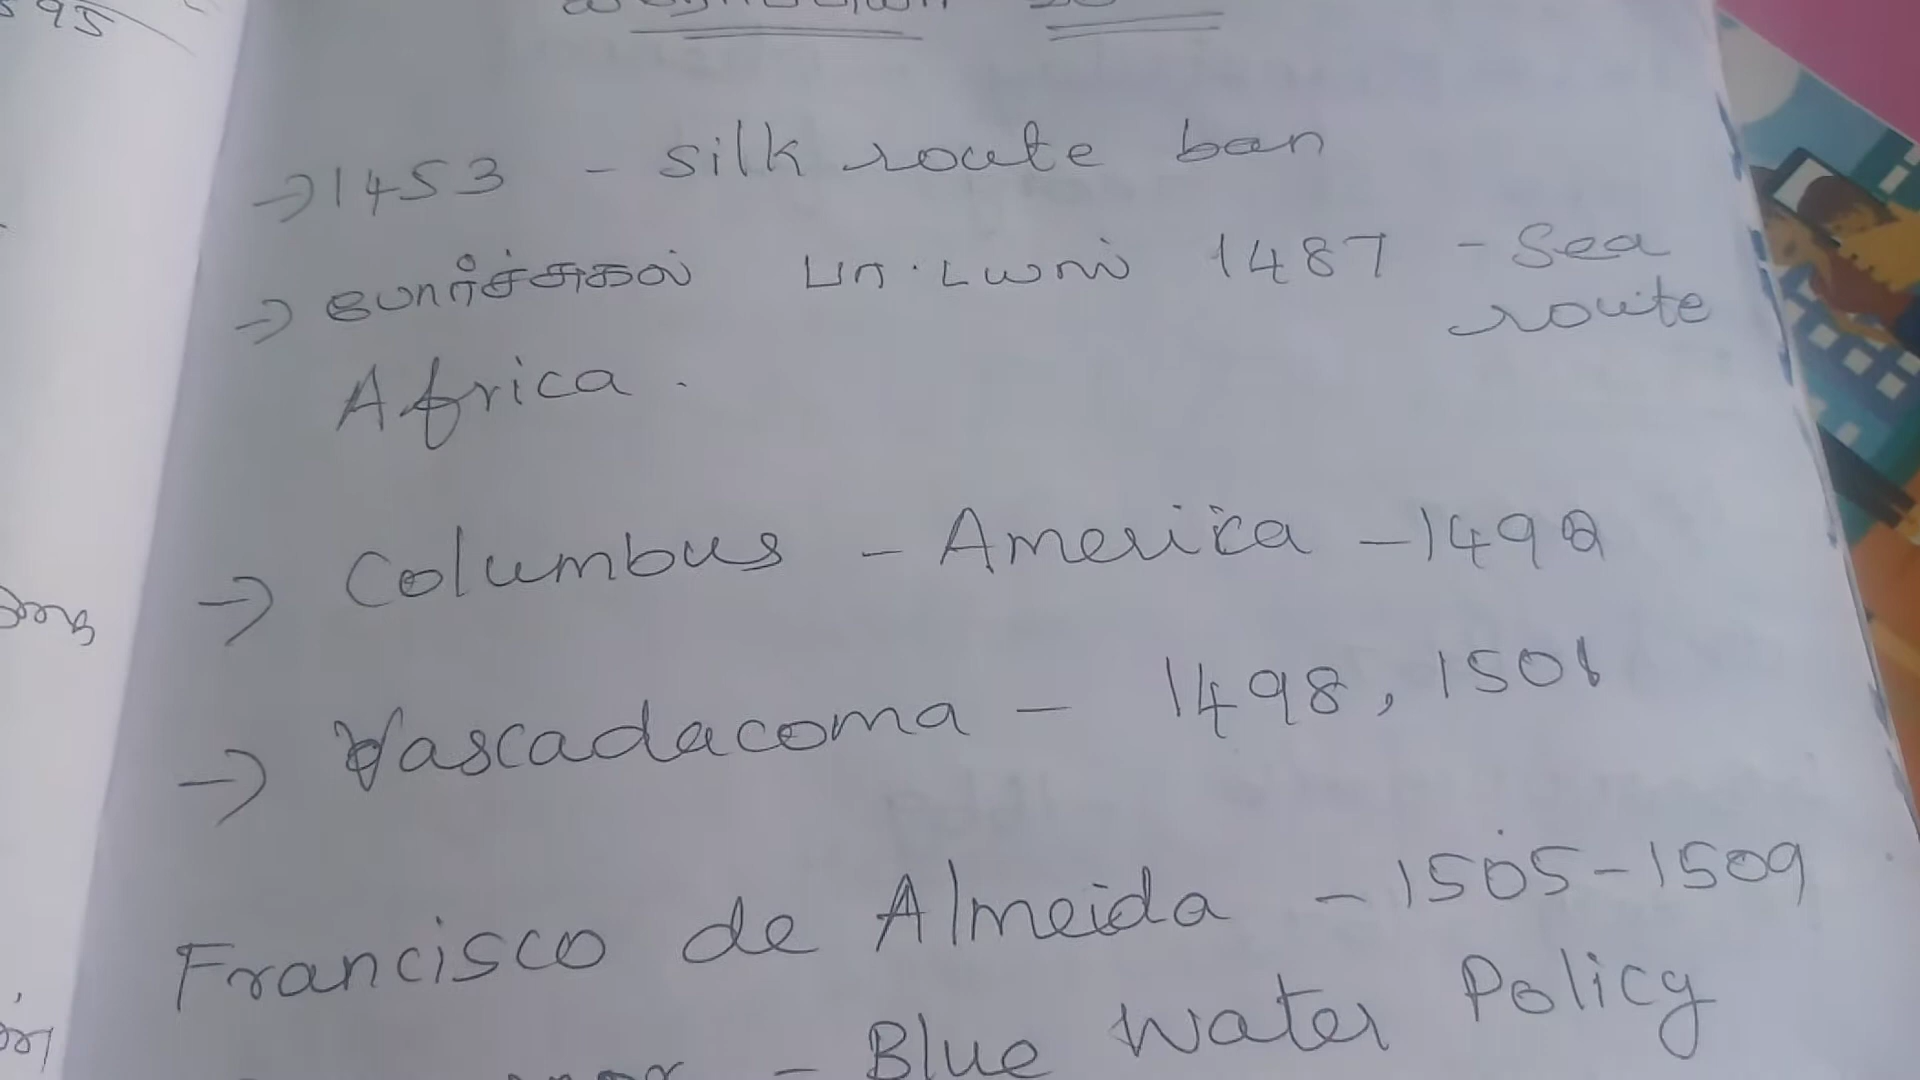 → 1453 - silk route ban
→ போர்ச்சுகல் பா.டயஸ் 1487 - Sea
route
Africa.
→ Columbus - America - 1492
→ Vascadacoma - 1498, 1501
Francisco de Almeida - 1505-1509
- Blue Water Policy